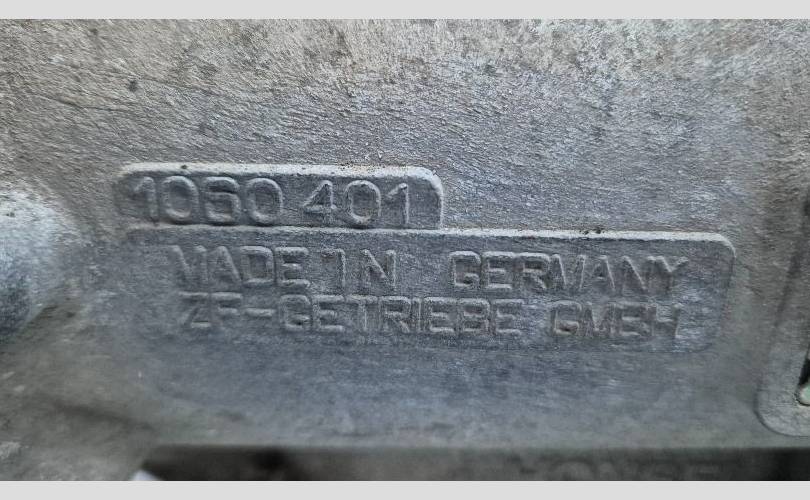 1060 401
MADE IN GERMANY
ZF-GETRIEBE GMBH